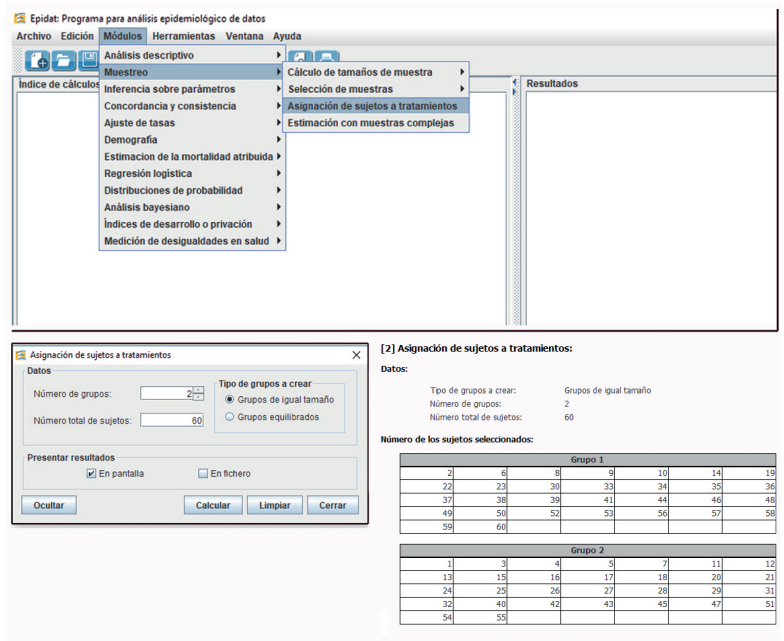 Epidat: Programa para análisis epidemiológico de datos
Archivo Edición Módulos Herramientas Ventana Ayuda
Análisis descriptivo
Muestreo
Inferencia sobre parámetros
Concordancia y consistencia
Ajuste de tasas
Demografía
Estimacion de la mortalidad atribuida
Regresión logística
Distribuciones de probabilidad
Análisis bayesiano
Índices de desarrollo o privación
Medición de desigualdades en salud
Cálculo de tamaños de muestra
Selección de muestras
Asignación de sujetos a tratamientos
Estimación con muestras complejas
Índice de cálculos
Resultados
Asignación de sujetos a tratamientos
Datos
Número de grupos: 2
Número total de sujetos: 60
Tipo de grupos a crear
Grupos de igual tamaño
Grupos equilibrados
Presentar resultados
En pantalla En fichero
Ocultar Calcular Limpiar Cerrar
[2] Asignación de sujetos a tratamientos:
Datos:
Tipo de grupos a crear: Grupos de igual tamaño
Número de grupos: 2
Número total de sujetos: 60
Número de los sujetos seleccionados:
Grupo 1
2 6 8 9 10 14 19
22 23 30 33 34 35 36
37 38 39 41 44 46 48
49 50 52 53 56 57 58
59 60
Grupo 2
1 3 4 5 7 11 12
13 15 16 17 18 20 21
24 25 26 27 28 29 31
32 40 42 43 45 47 51
54 55